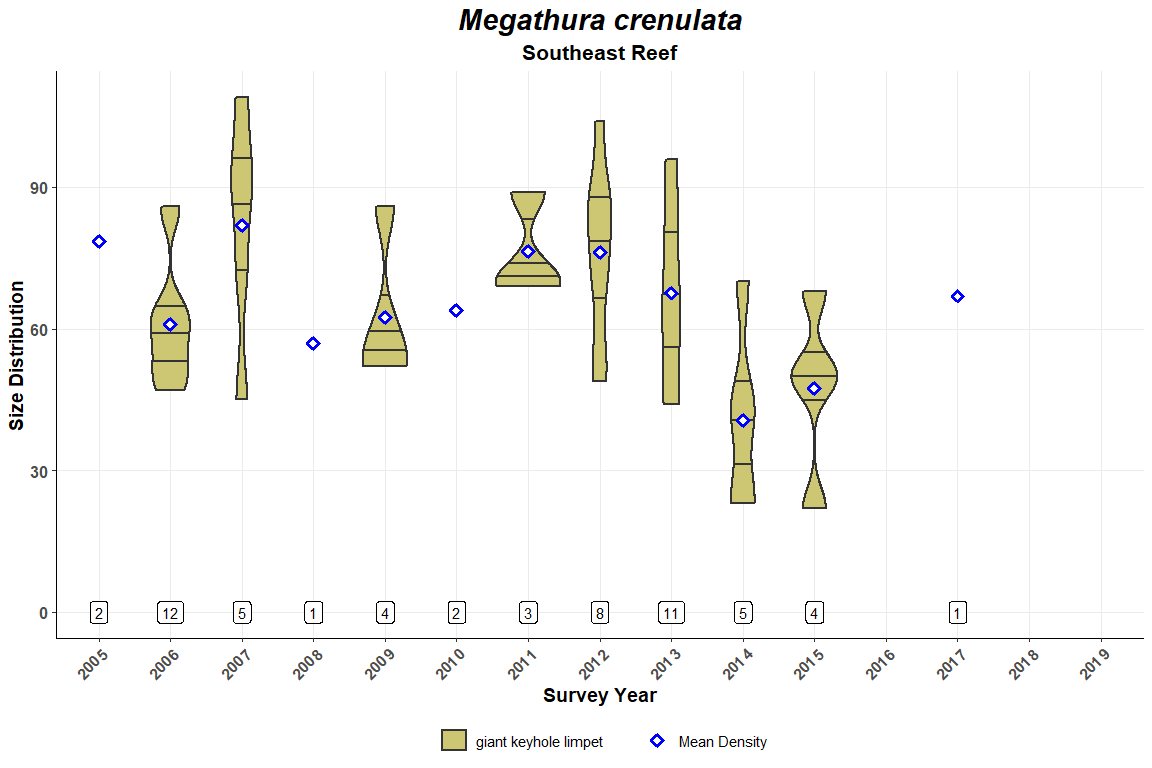 Megathura crenulata
Southeast Reef
Size Distribution
90
60
30
0
2 12 5 1 4 2 3 8 11 5 4 1
2005 2006 2007 2008 2009 2010 2011 2012 2013 2014 2015 2016 2017 2018 2019
Survey Year
giant keyhole limpet Mean Density